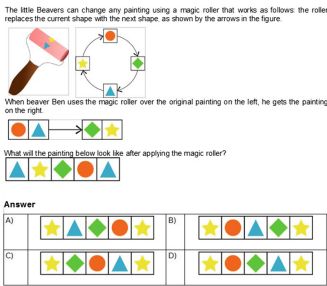 The little Beavers can change any painting using a magic roller that works as follows: the roller
replaces the current shape with the next shape, as shown by the arrows in the figure.
When beaver Ben uses the magic roller over the original painting on the left, he gets the painting
on the right.
What will the painting below look like after applying the magic roller?
Answer
A)
B)
C)
D)